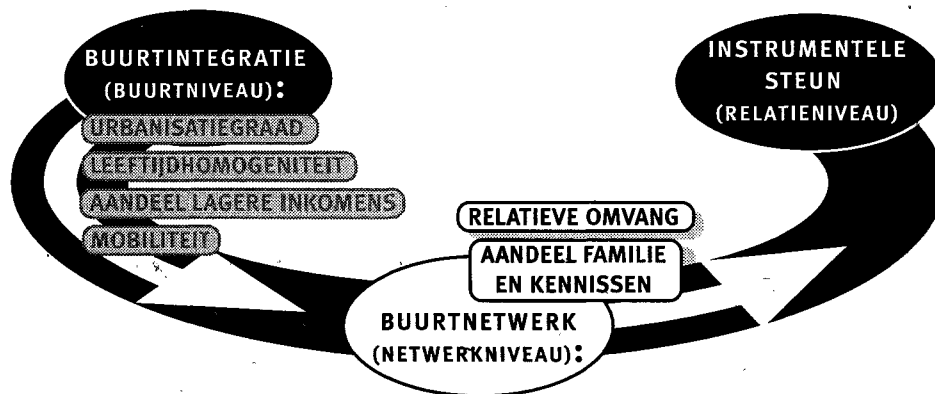 BUURTINTEGRATIE
(BUURTNIVEAU):
URBANISATIEGRAAD
LEEFTIJDHOMOGENITEIT
AANDEEL LAGERE INKOMENS
MOBILITEIT
INSTRUMENTELE
STEUN
(RELATIENIVEAU)
RELATIEVE OMVANG
AANDEEL FAMILIE
EN KENNISSEN
BUURTNETWERK
(NETWERKNIVEAU):